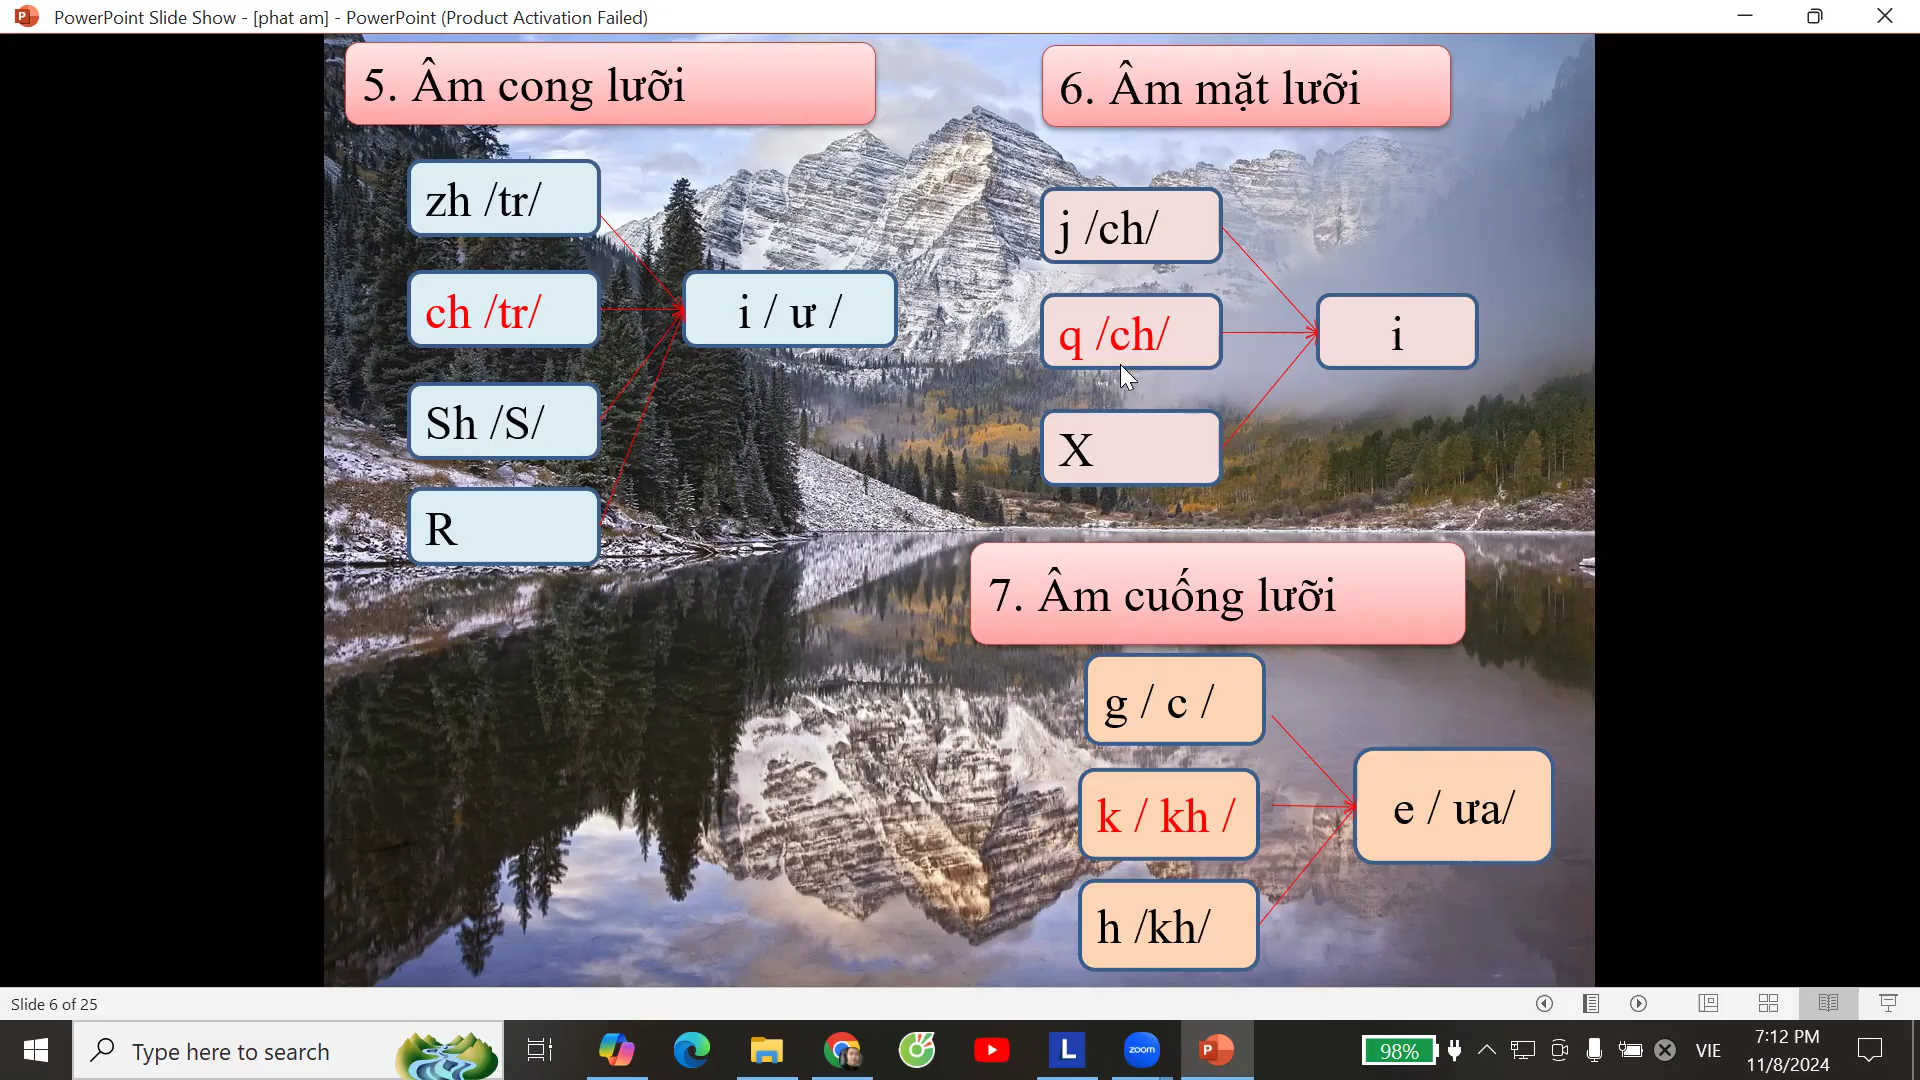 PowerPoint Slide Show - [phat am] - PowerPoint (Product Activation Failed)
5. Âm cong lưỡi
zh /tr/
ch /tr/
Sh /S/
R
i / ư /
6. Âm mặt lưỡi
j /ch/
q /ch/
X
i
7. Âm cuống lưỡi
g / c /
k / kh /
h /kh/
e / ưa/
Slide 6 of 25
Type here to search
L
zoom
P
98%
VIE
7:12 PM
11/8/2024